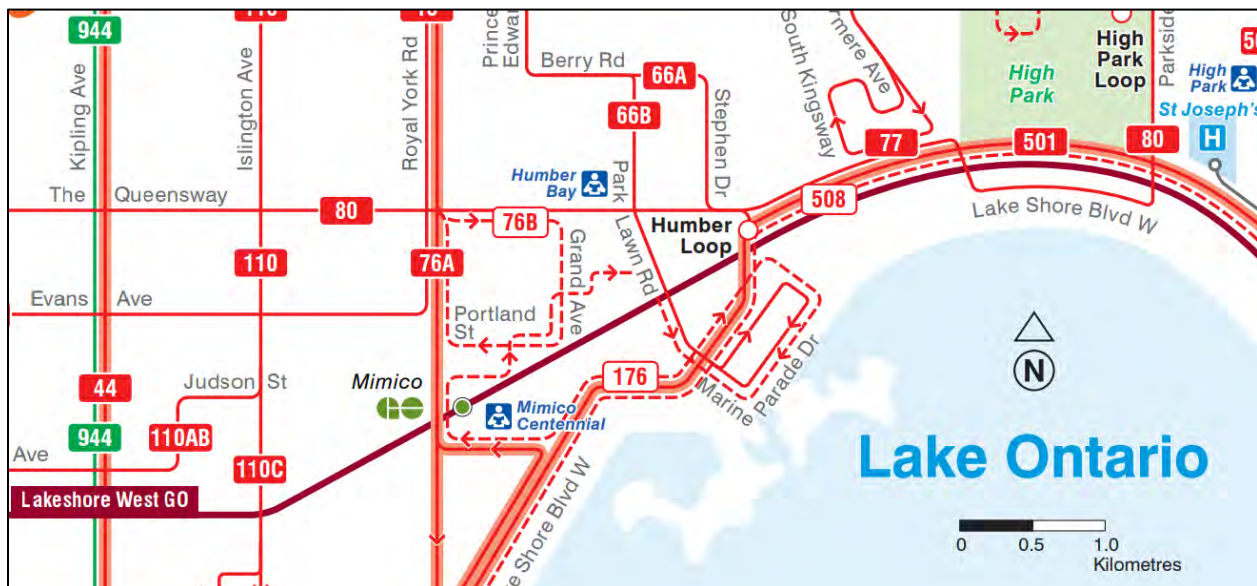 944
Kipling Ave
Islington Ave
Royal York Rd
Berry Rd
66A
66B
Stephen Dr
South Kingsway
High
Park
Loop
High
Park
Parkside
High
Park
St Joseph's
H
77
501
80
508
The Queensway
80
Humber
Bay
Park Lawn Rd
Humber
Loop
Lake Shore Blvd W
76B
Grand Ave
110
76A
Evans Ave
Portland
St
176
Marine Parade Dr
N
44
Judson St
Mimico
GO
Mimico
Centennial
944
110AB
Ave
110C
Lakeshore West GO
Shore Blvd W
Lake Ontario
0 0.5 1.0
Kilometres